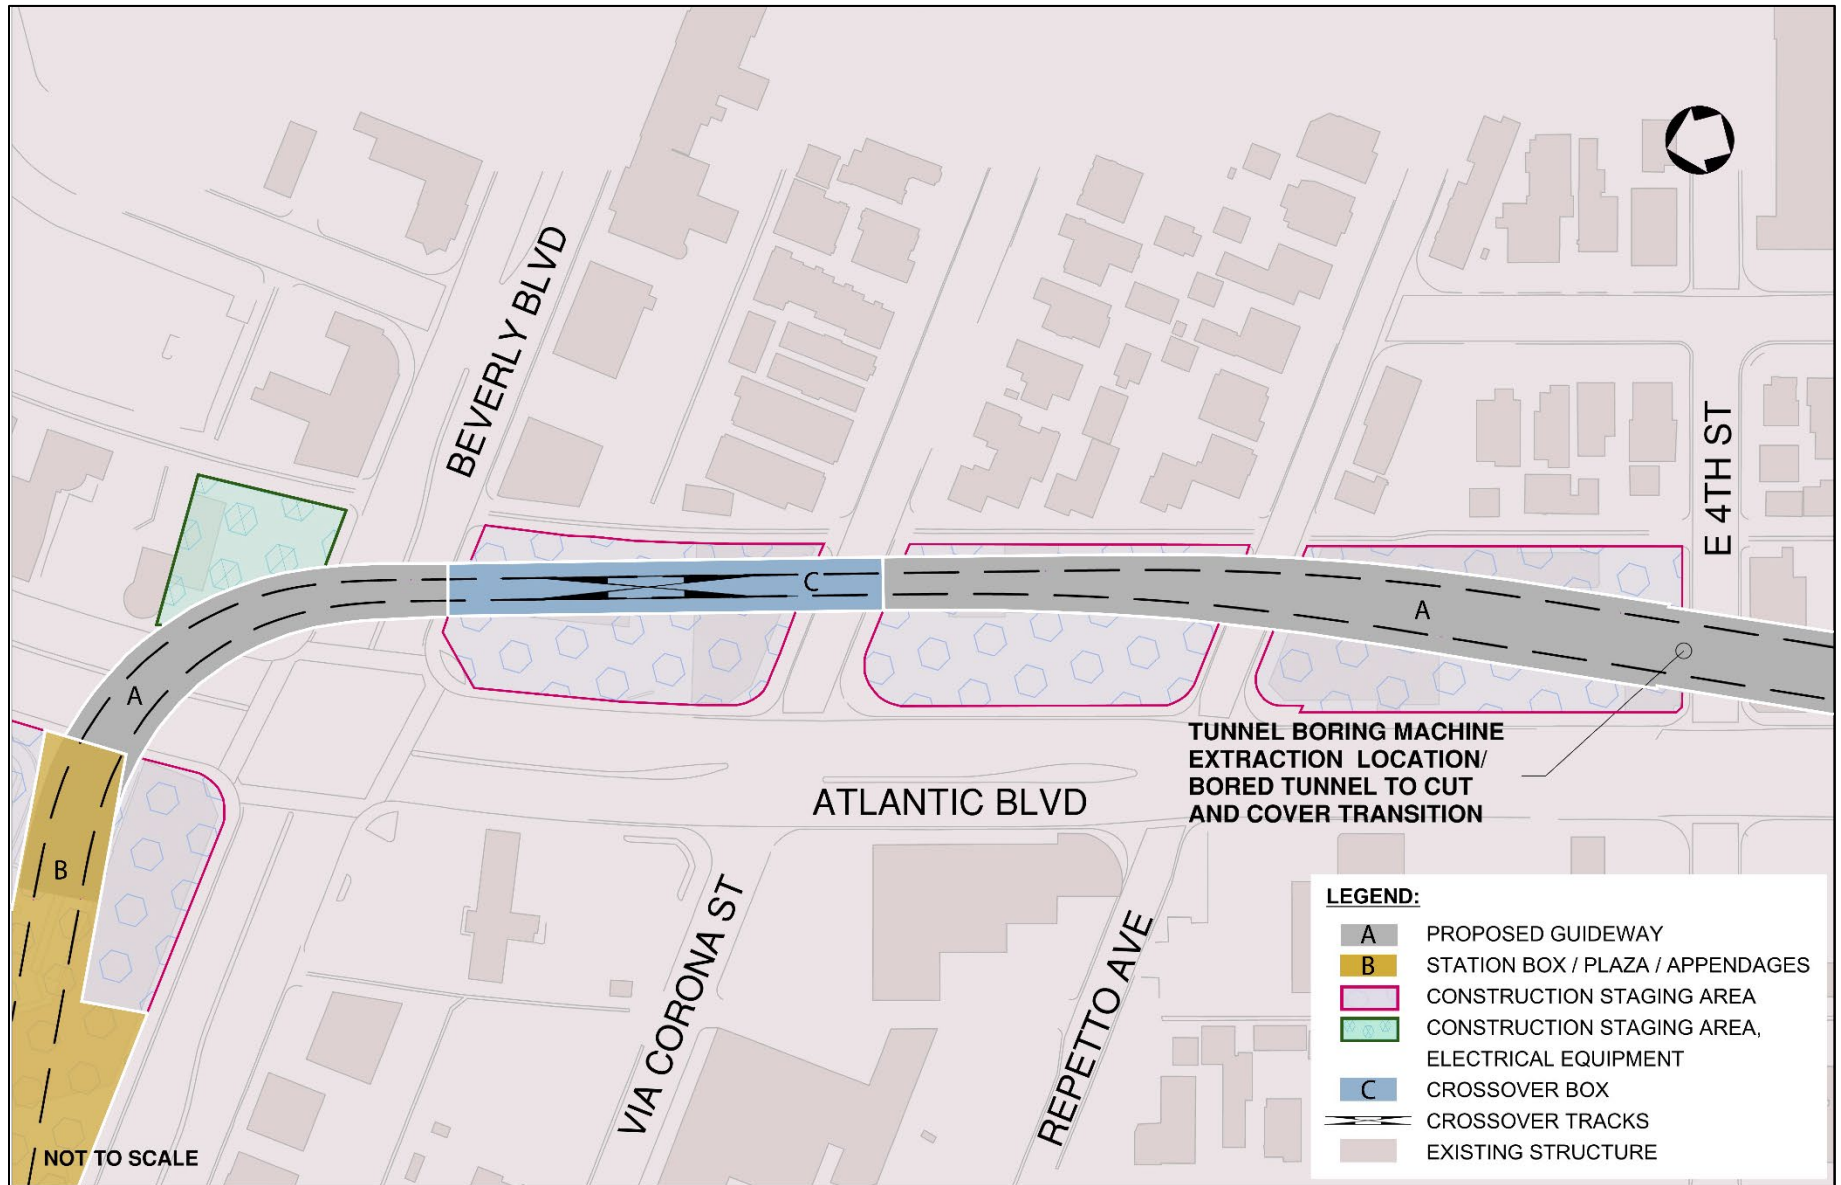 BEVERLY BLVD
E 4TH ST
C
A
A
TUNNEL BORING MACHINE
EXTRACTION LOCATION/
BORED TUNNEL TO CUT
AND COVER TRANSITION
ATLANTIC BLVD
B
VIA CORONA ST
REPETTO AVE
LEGEND:
A PROPOSED GUIDEWAY
B STATION BOX / PLAZA / APPENDAGES
CONSTRUCTION STAGING AREA
CONSTRUCTION STAGING AREA,
ELECTRICAL EQUIPMENT
C CROSSOVER BOX
CROSSOVER TRACKS
EXISTING STRUCTURE
NOT TO SCALE